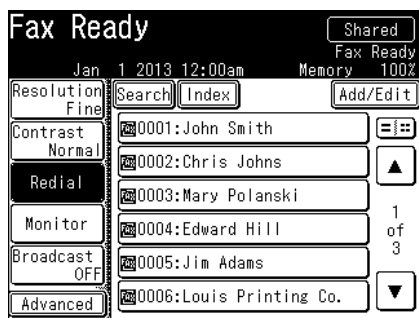 Fax Ready
Shared
Fax Ready
Jan 1 2013 12:00am Memory 100%
Resolution
Fine
Search Index Add/Edit
Contrast
Normal
0001:John Smith
0002:Chris Johns
Redial
0003:Mary Polanski
Monitor
0004:Edward Hill
1
of
3
Broadcast
OFF
0005:Jim Adams
Advanced
0006:Louis Printing Co.